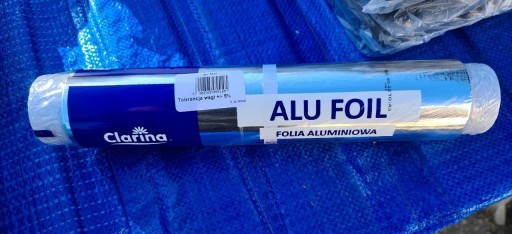 Tolerancja wagi +- 5%
ALU FOIL
FOLIA ALUMINIOWA
Clarina